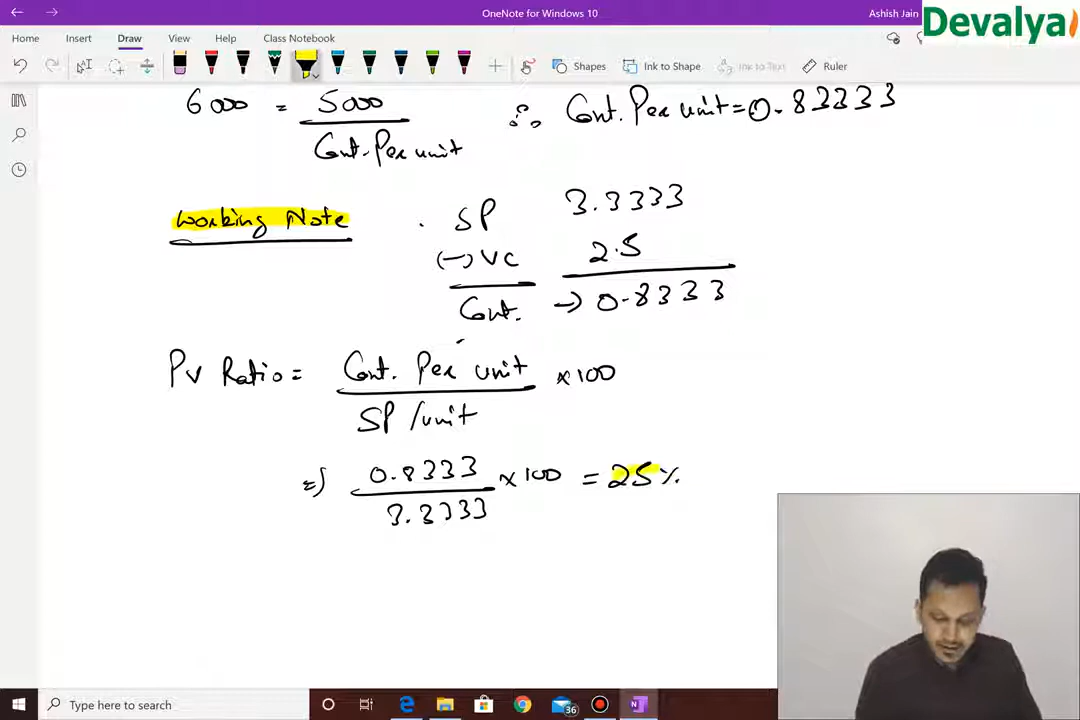 OneNote for Windows 10
Ashish Jain
Devalya
Home Insert Draw View Help Class Notebook
Shapes Ink to Shape Ink to Text Ruler
6000 = 5000 / Cont. Per unit ∴ Cont. Per unit = 0.83333
Working Note
SP 3.3333
(-) VC 2.5
Cont. → 0.8333
PV Ratio = Cont. Per unit / SP/unit × 100
=) 0.8333 / 3.3333 × 100 = 25%
Type here to search
36